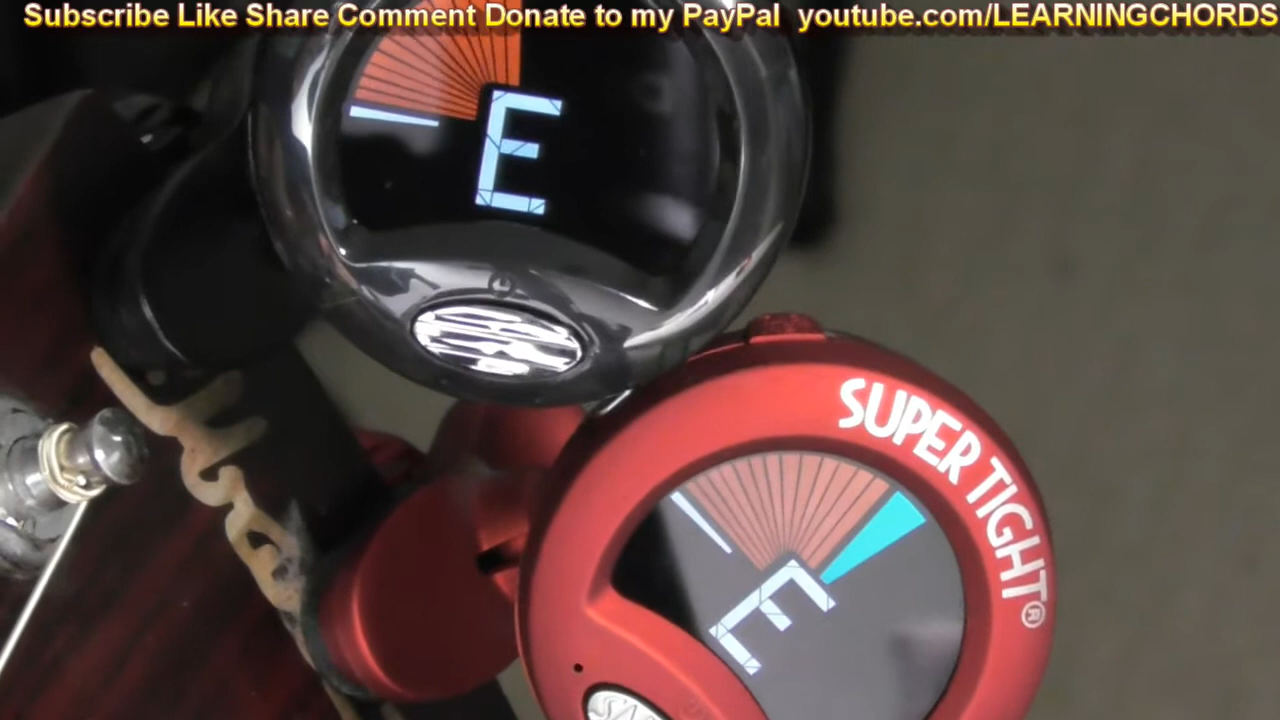 Subscribe Like Share Comment Donate to my PayPal youtube.com/LEARNINGCHORDS
E
SUPER TIGHT®
E